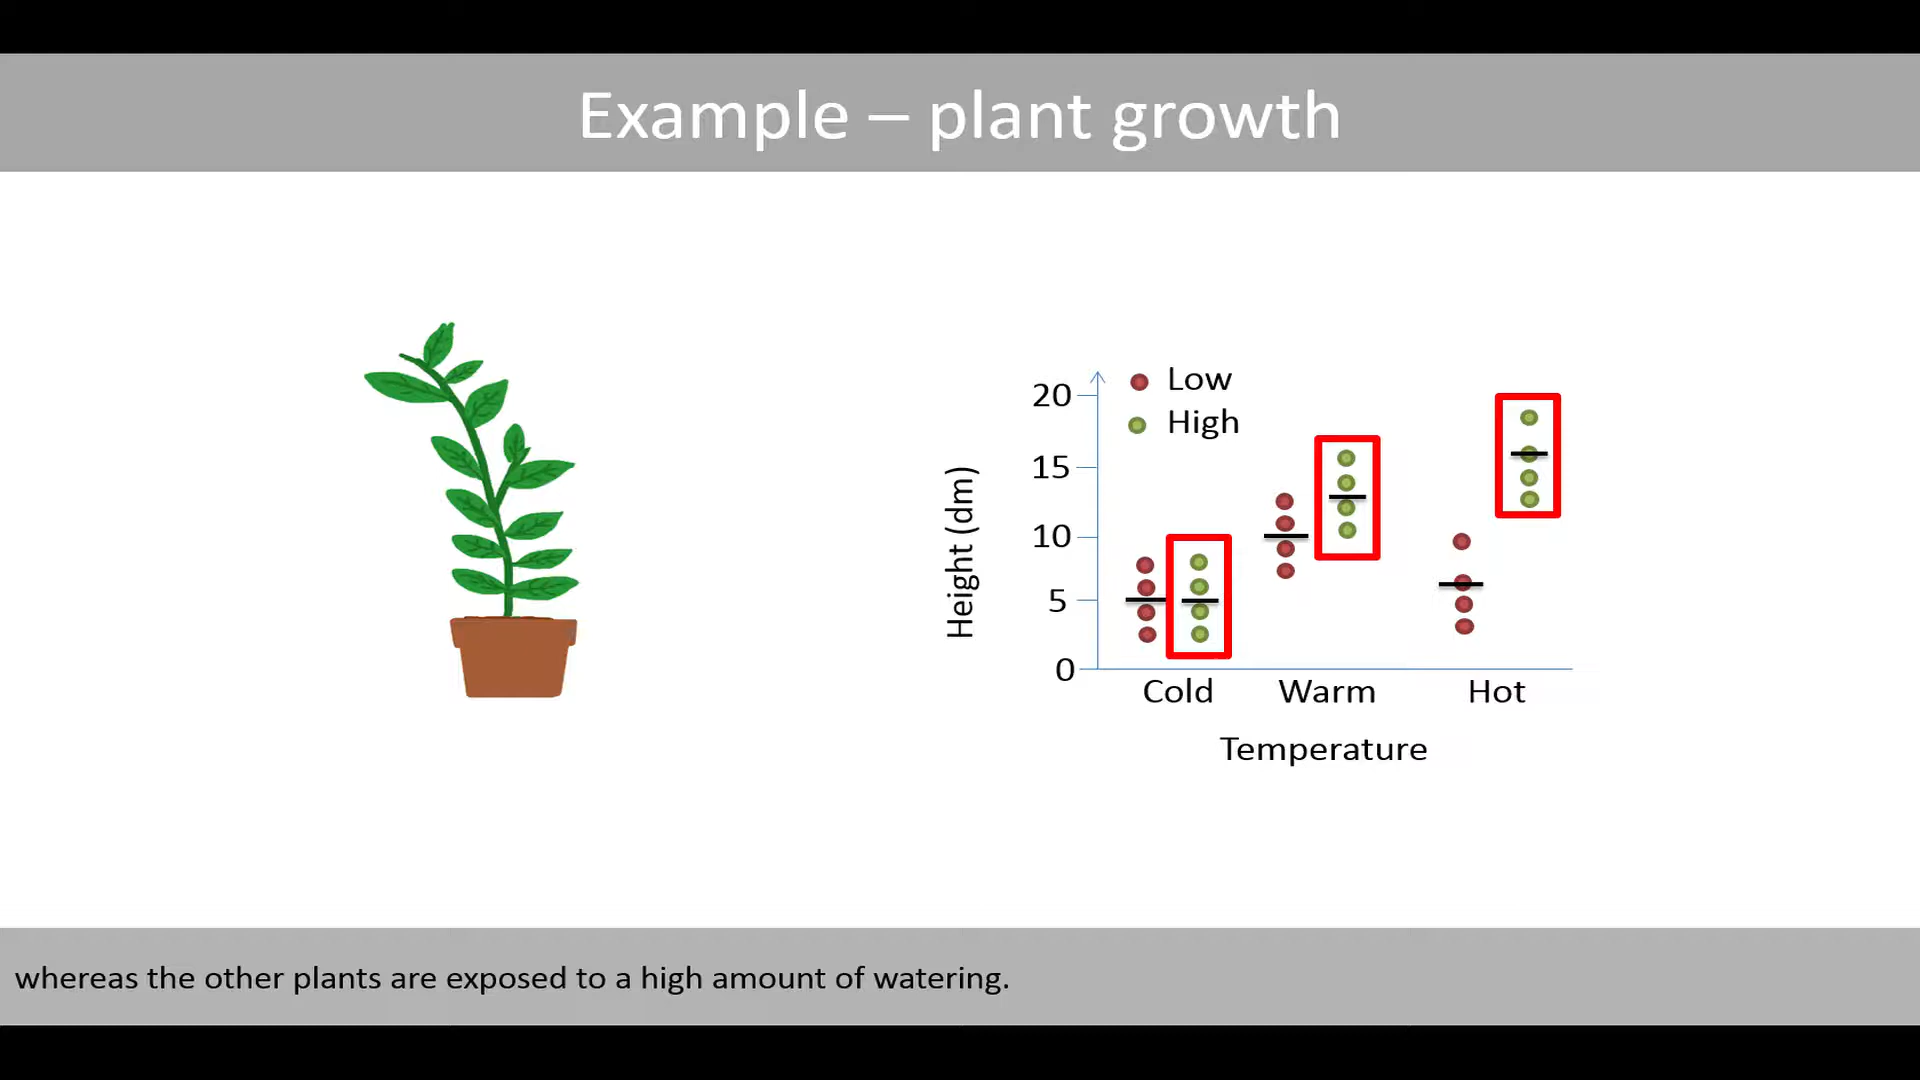 Example – plant growth
Low
High
20
15
10
5
0
Height (dm)
Cold Warm Hot
Temperature
whereas the other plants are exposed to a high amount of watering.